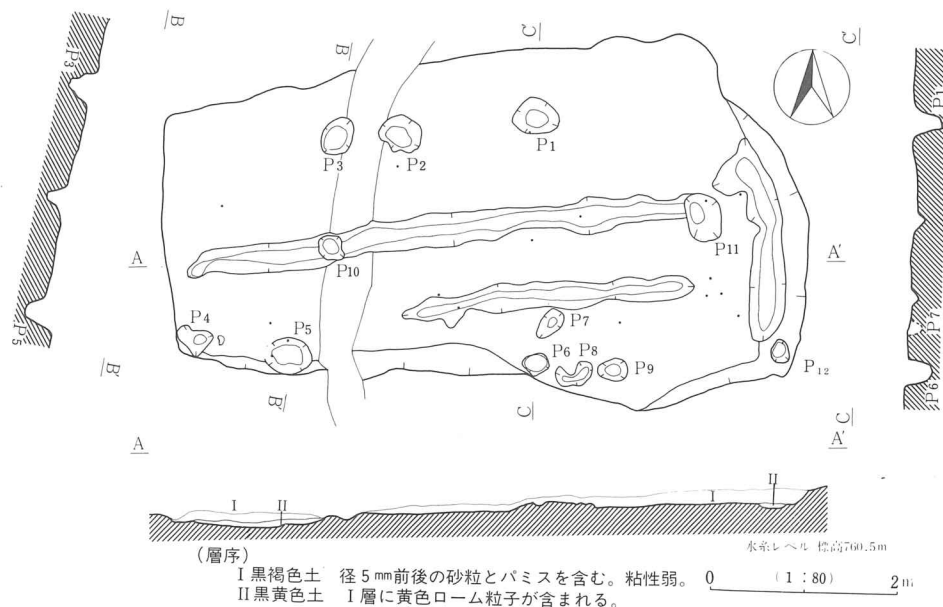 B
B
C'
C'
P3
P1
P3
P2
P1
P11
A
P10
A'
P4
P5
P7
P7
P6
P8
P9
P12
P5
P6
B'
B'
C
C
A
A'
I
II
I
II
水糸レベル 標高760.5m
(層序)
I 黒褐色土 径5mm前後の砂粒とパミスを含む。粘性弱。
II 黒黄色土 I層に黄色ローム粒子が含まれる。
0 (1:80) 2m